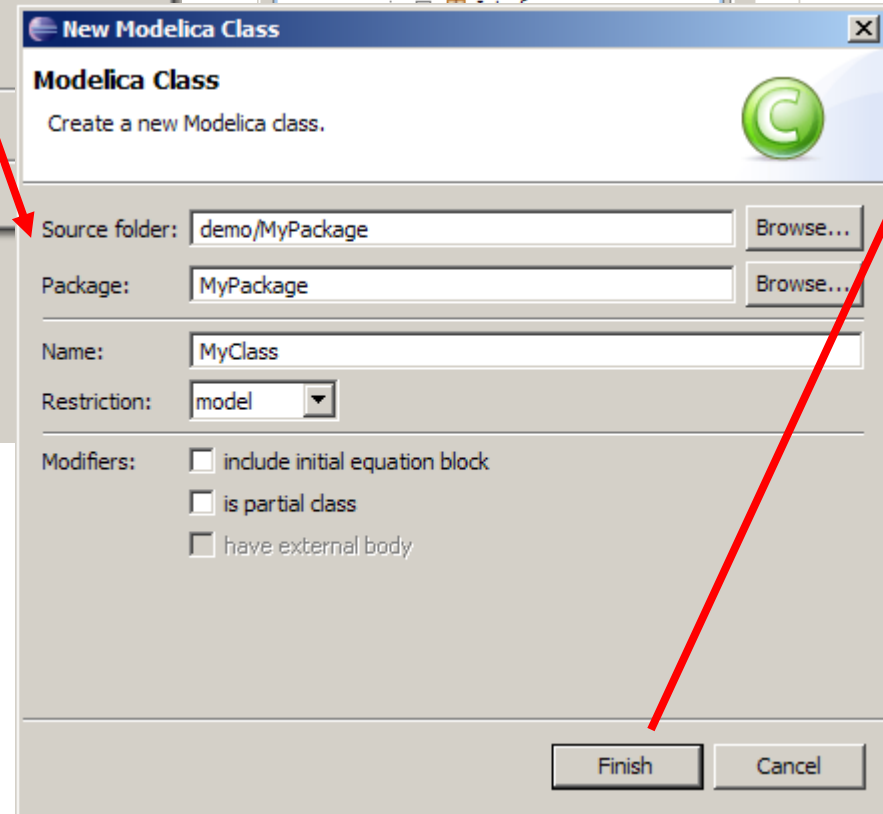 New Modelica Class
Modelica Class
Create a new Modelica class.
Source folder: demo/MyPackage Browse...
Package: MyPackage Browse...
Name: MyClass
Restriction: model
Modifiers: include initial equation block
is partial class
have external body
Finish Cancel